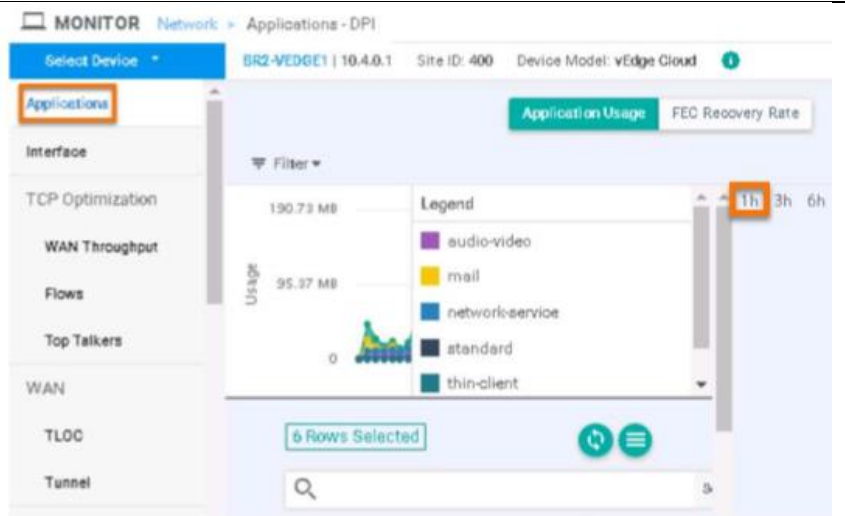 MONITOR Network > Applications - DPI
Select Device BR2-VEDGE1 | 10.4.0.1 Site ID: 400 Device Model: vEdge Cloud
Applications
Application Usage FEC Recovery Rate
Interface
Filter
TCP Optimization
190.73 MB Legend 1h 3h 6h
audio-video
WAN Throughput
mail
95.37 MB
Usage
Flows
network-service
Top Talkers
standard
0
WAN
thin-client
TLOC
6 Rows Selected
Tunnel